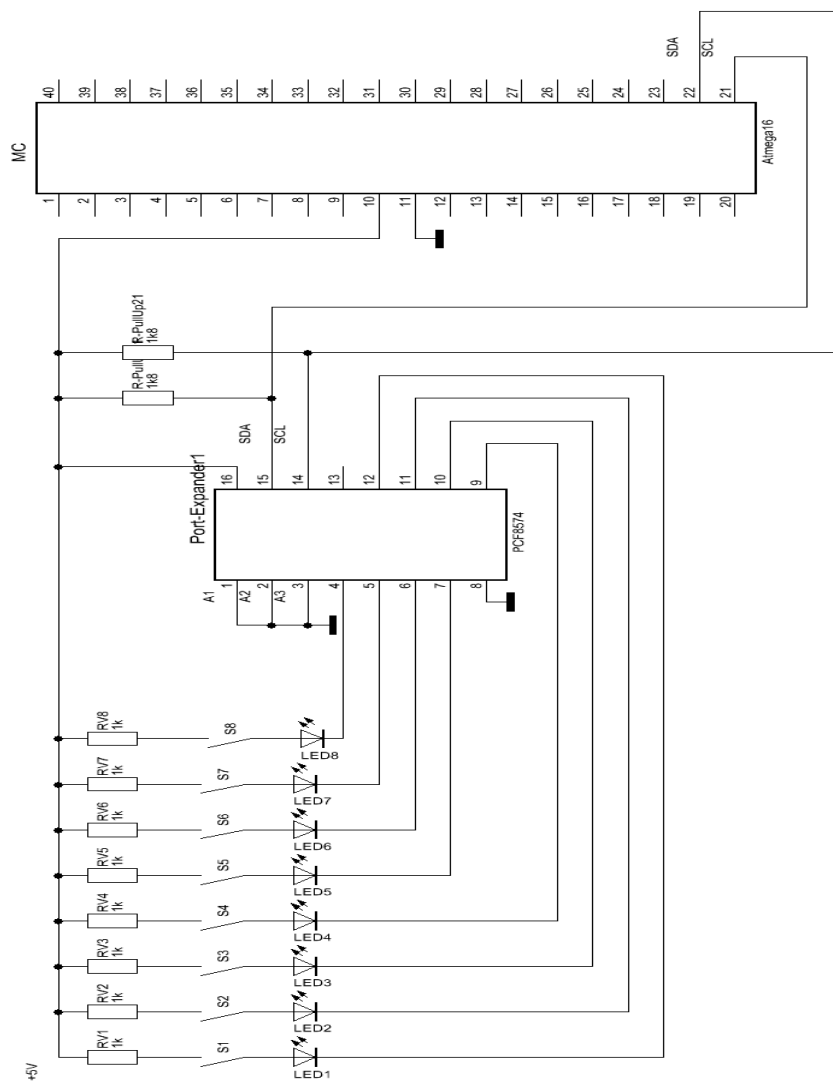 MC
40
39
38
37
36
35
34
33
32
31
30
29
28
27
26
25
24
23
22
21
SDA
SCL
Atmega16
1
2
3
4
5
6
7
8
9
10
11
12
13
14
15
16
17
18
19
20
R-PullUp21
1k8
R-PullU
1k8
SDA
SCL
Port-Expander1
16
15
14
13
12
11
10
9
PCF8574
A1
A2
A3
1
2
3
4
5
6
7
8
RV8
1k
S8
LED8
RV7
1k
S7
LED7
RV6
1k
S6
LED6
RV5
1k
S5
LED5
RV4
1k
S4
LED4
RV3
1k
S3
LED3
RV2
1k
S2
LED2
RV1
1k
S1
LED1
+5V